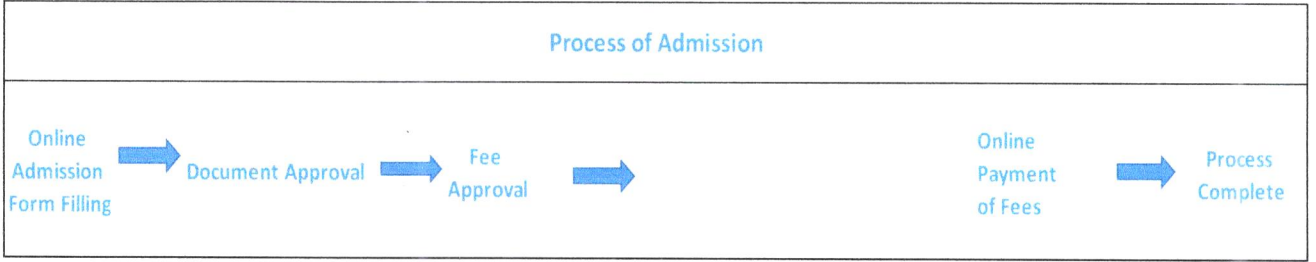 Process of Admission
Online
Admission
Form Filling
Document Approval
Fee
Approval
Online
Payment
of Fees
Process
Complete